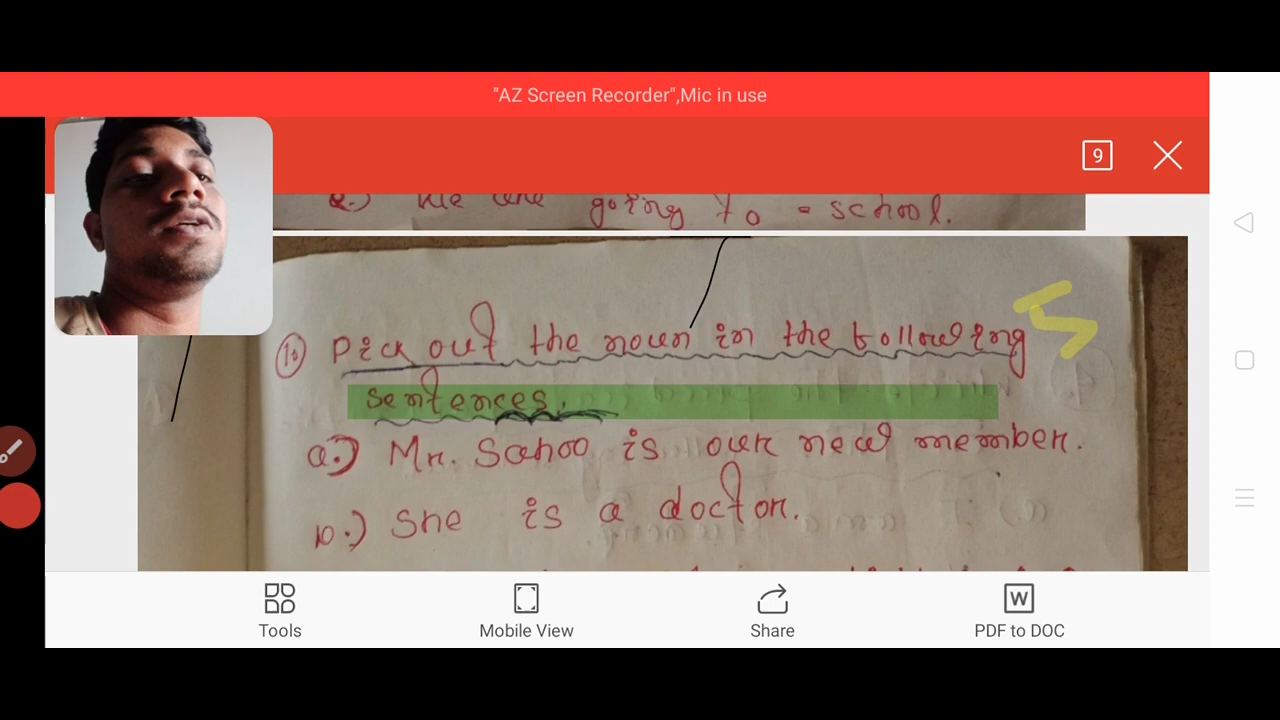 "AZ Screen Recorder",Mic in use
9
going to school.
10 Pick out the noun in the following
sentences.
a.) Mr. Sahoo is our new member.
b.) She is a doctor.
Tools Mobile View Share W PDF to DOC